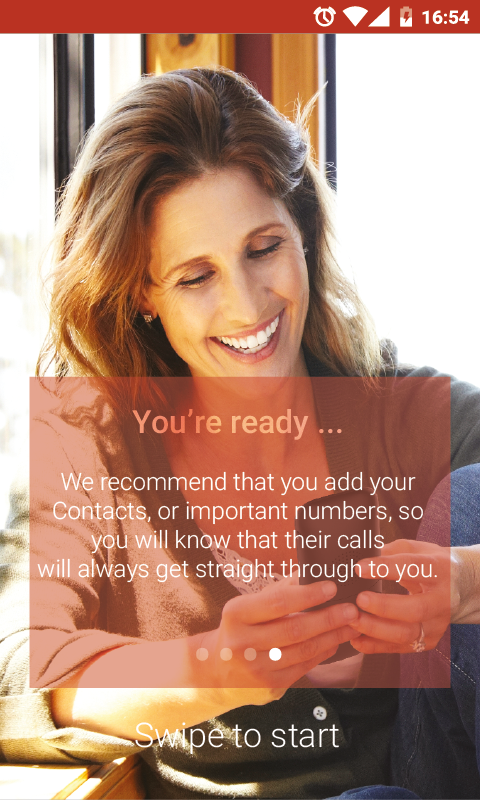 16:54
You're ready ...
We recommend that you add your
Contacts, or important numbers, so
you will know that their calls
will always get straight through to you.
Swipe to start